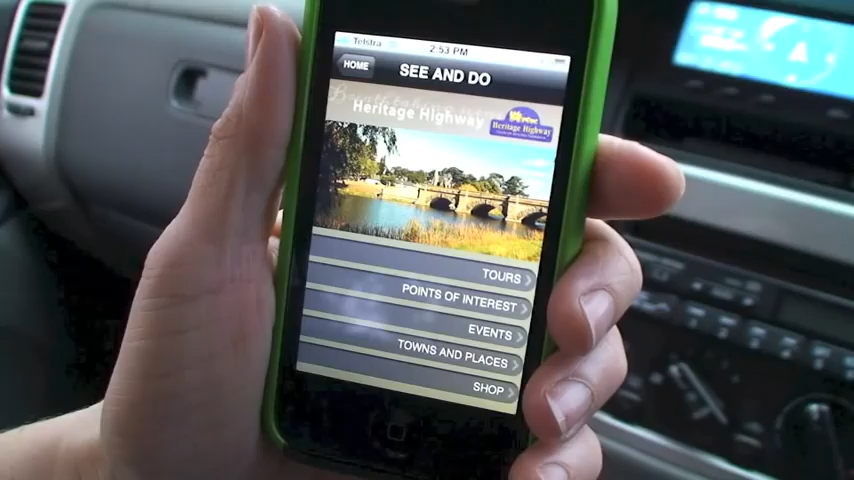 Telstra 2:53 PM
HOME
SEE AND DO
Heritage Highway
Heritage Highway
TOURS
POINTS OF INTEREST
EVENTS
TOWNS AND PLACES
SHOP
A